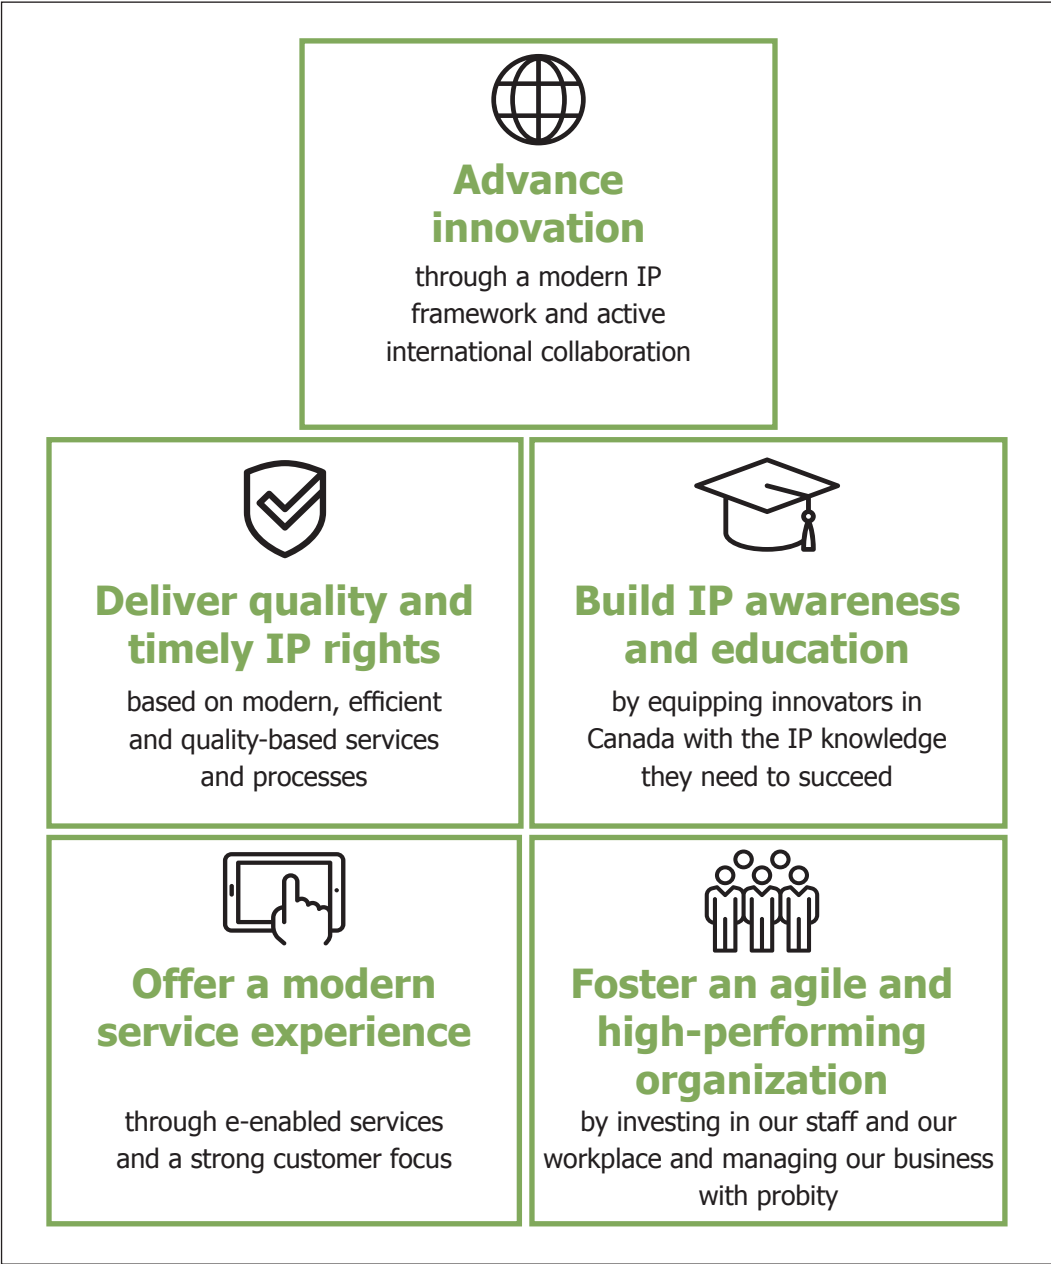 Advance
innovation
through a modern IP
framework and active
international collaboration
Deliver quality and
timely IP rights
based on modern, efficient
and quality-based services
and processes
Build IP awareness
and education
by equipping innovators in
Canada with the IP knowledge
they need to succeed
Offer a modern
service experience
through e-enabled services
and a strong customer focus
Foster an agile and
high-performing
organization
by investing in our staff and our
workplace and managing our business
with probity